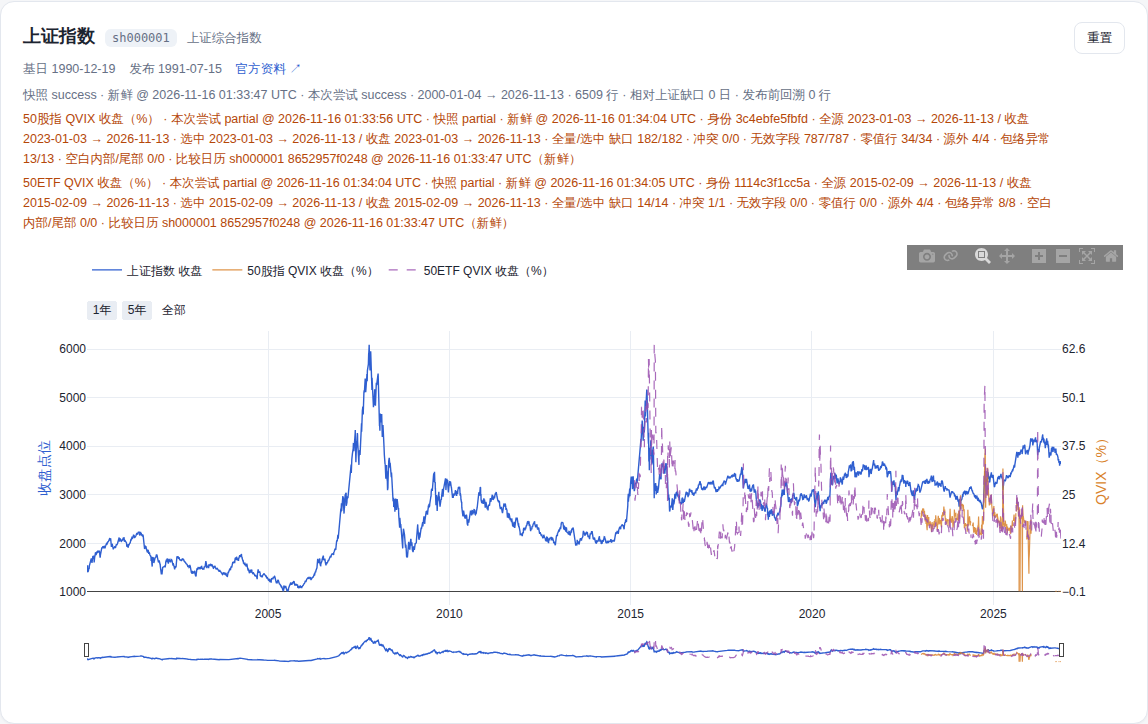 上证指数 sh000001 上证综合指数 重置
基日 1990-12-19 发布 1991-07-15 官方资料 ↗
快照 success · 新鲜 @ 2026-11-16 01:33:47 UTC · 本次尝试 success · 2000-01-04 → 2026-11-13 · 6509 行 · 相对上证缺口 0 日 · 发布前回溯 0 行
50股指 QVIX 收盘（%） · 本次尝试 partial @ 2026-11-16 01:33:56 UTC · 快照 partial · 新鲜 @ 2026-11-16 01:34:04 UTC · 身份 3c4ebfe5fbfd · 全源 2023-01-03 → 2026-11-13 / 收盘
2023-01-03 → 2026-11-13 · 选中 2023-01-03 → 2026-11-13 / 收盘 2023-01-03 → 2026-11-13 · 全量/选中 缺口 182/182 · 冲突 0/0 · 无效字段 787/787 · 零值行 34/34 · 源外 4/4 · 包络异常
13/13 · 空白内部/尾部 0/0 · 比较日历 sh000001 8652957f0248 @ 2026-11-16 01:33:47 UTC（新鲜）
50ETF QVIX 收盘（%） · 本次尝试 partial @ 2026-11-16 01:34:04 UTC · 快照 partial · 新鲜 @ 2026-11-16 01:34:05 UTC · 身份 1114c3f1cc5a · 全源 2015-02-09 → 2026-11-13 / 收盘
2015-02-09 → 2026-11-13 · 选中 2015-02-09 → 2026-11-13 / 收盘 2015-02-09 → 2026-11-13 · 全量/选中 缺口 14/14 · 冲突 1/1 · 无效字段 0/0 · 零值行 0/0 · 源外 4/4 · 包络异常 8/8 · 空白
内部/尾部 0/0 · 比较日历 sh000001 8652957f0248 @ 2026-11-16 01:33:47 UTC（新鲜）
上证指数 收盘 50股指 QVIX 收盘（%） 50ETF QVIX 收盘（%）
1年 5年 全部
6000 62.6
5000 50.1
4000 37.5
3000 25
2000 12.4
1000 −0.1
收盘点位
QVIX（%）
2005 2010 2015 2020 2025